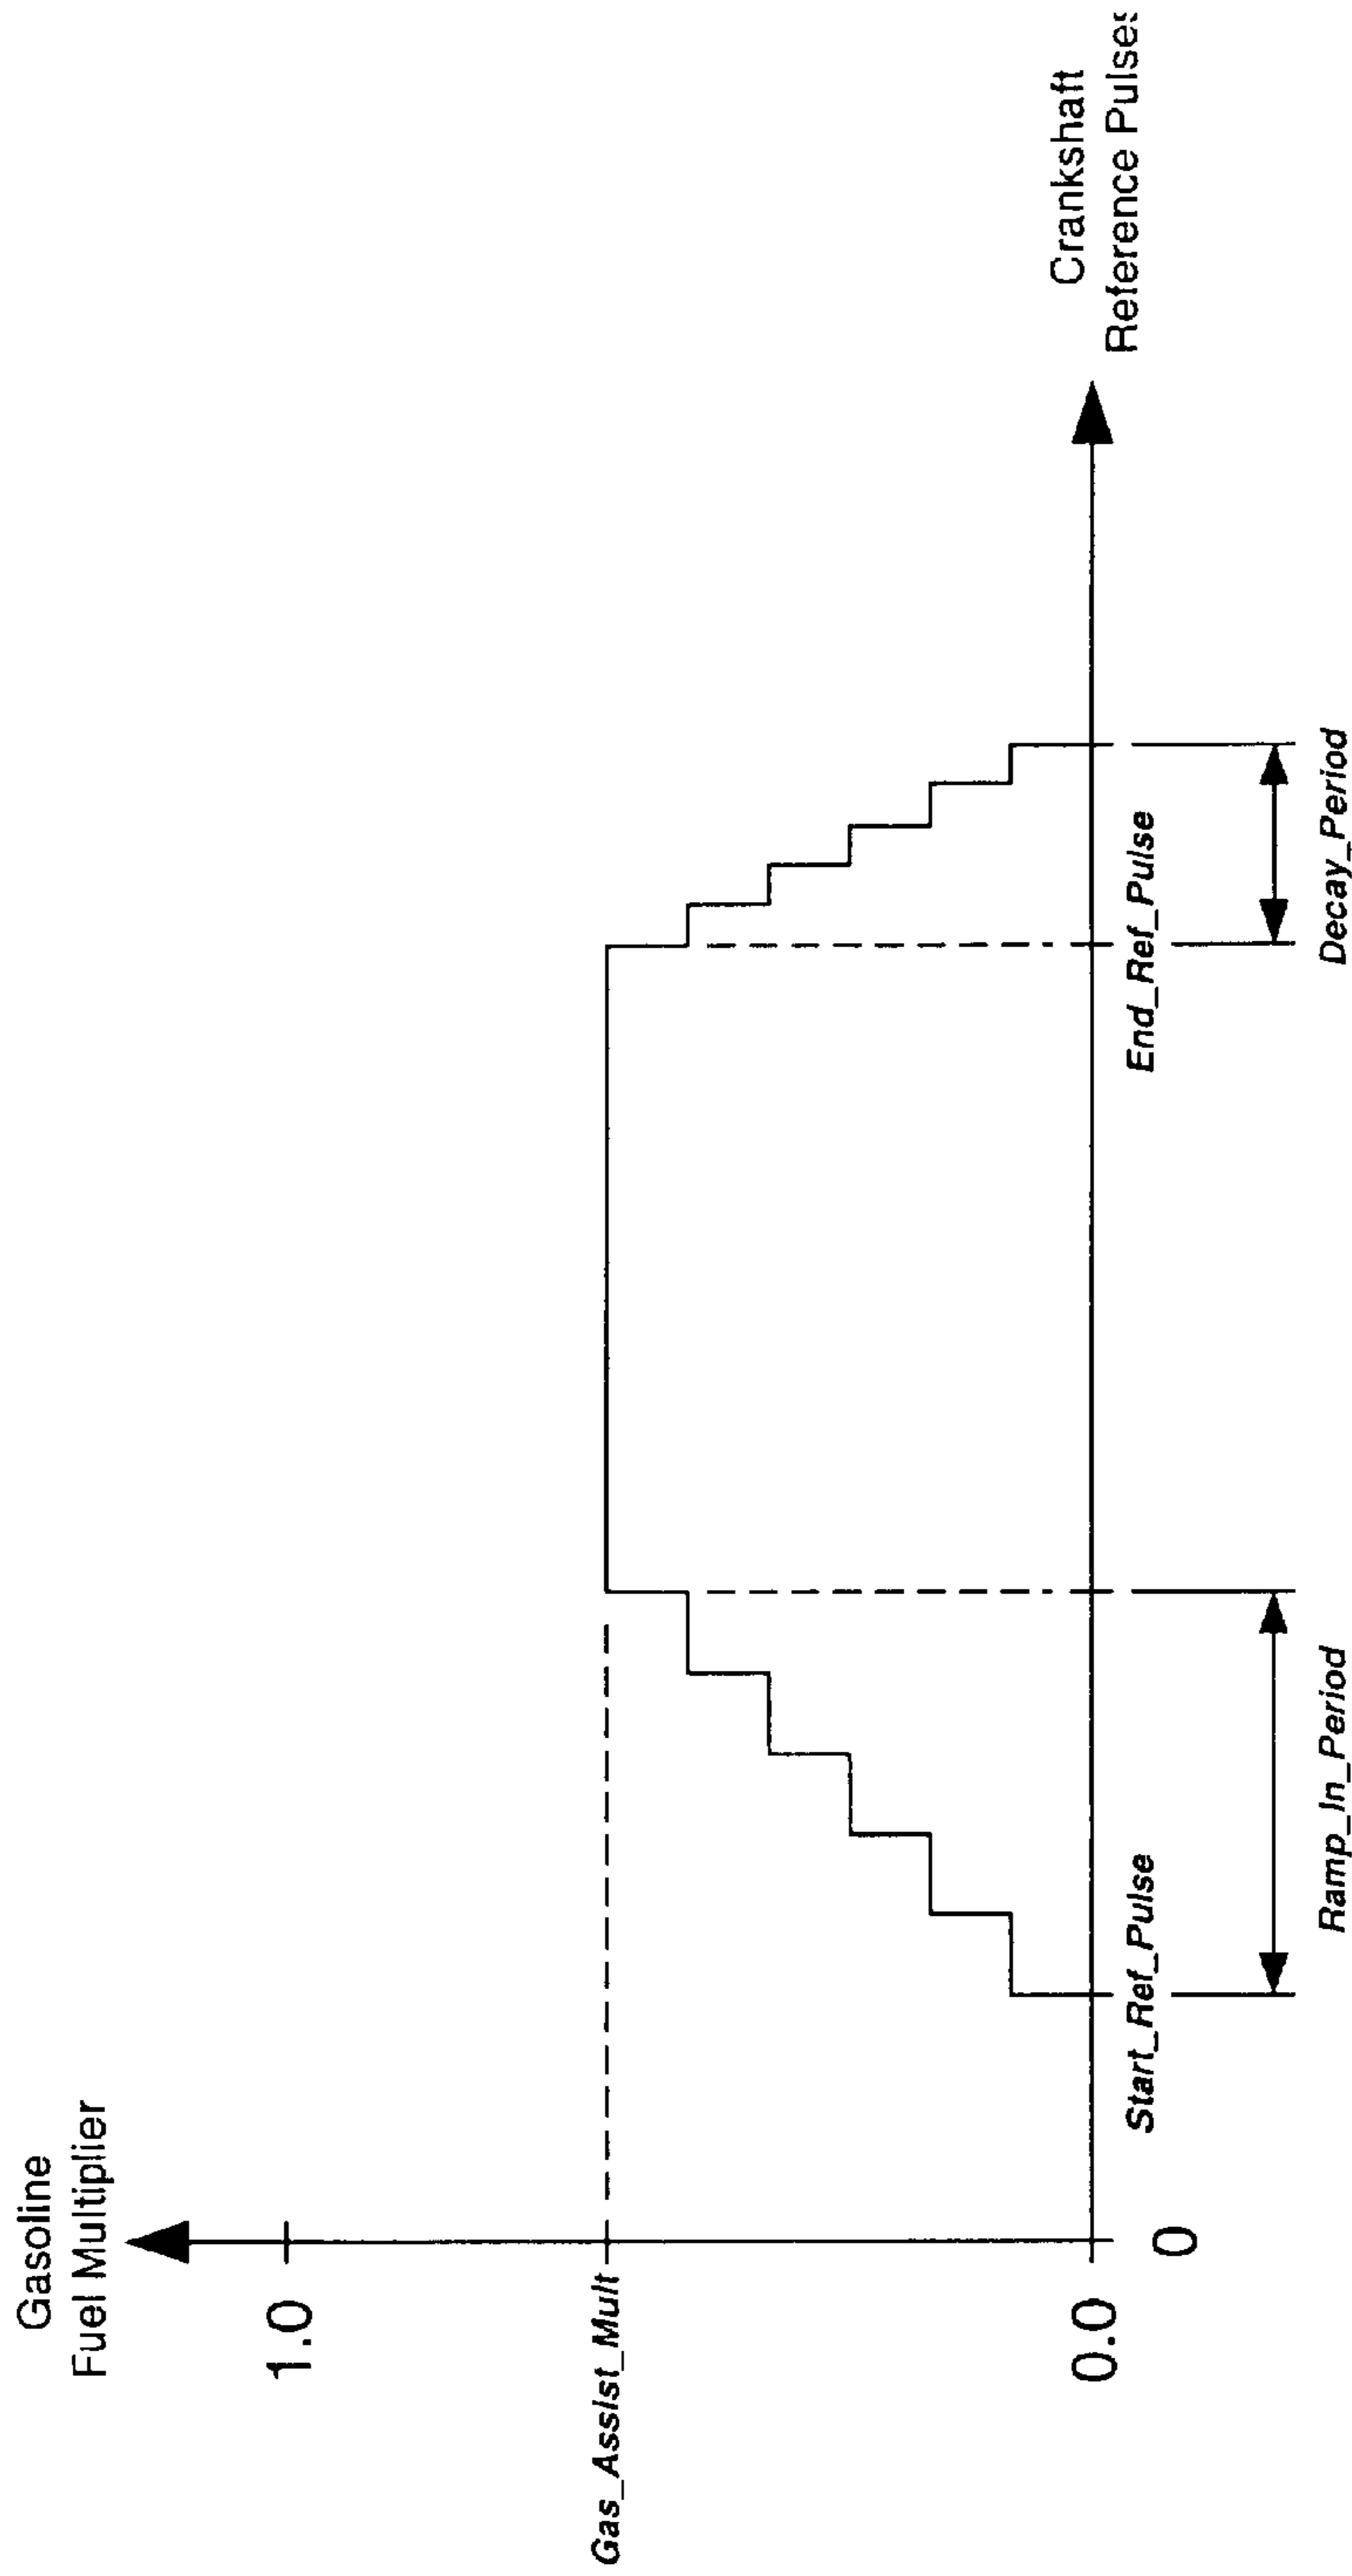 Gasoline
Fuel Multiplier
1.0
Gas_Assist_Mult
0.0
0
Start_Ref_Pulse
End_Ref_Pulse
Crankshaft
Reference Pulses
Ramp_In_Period
Decay_Period